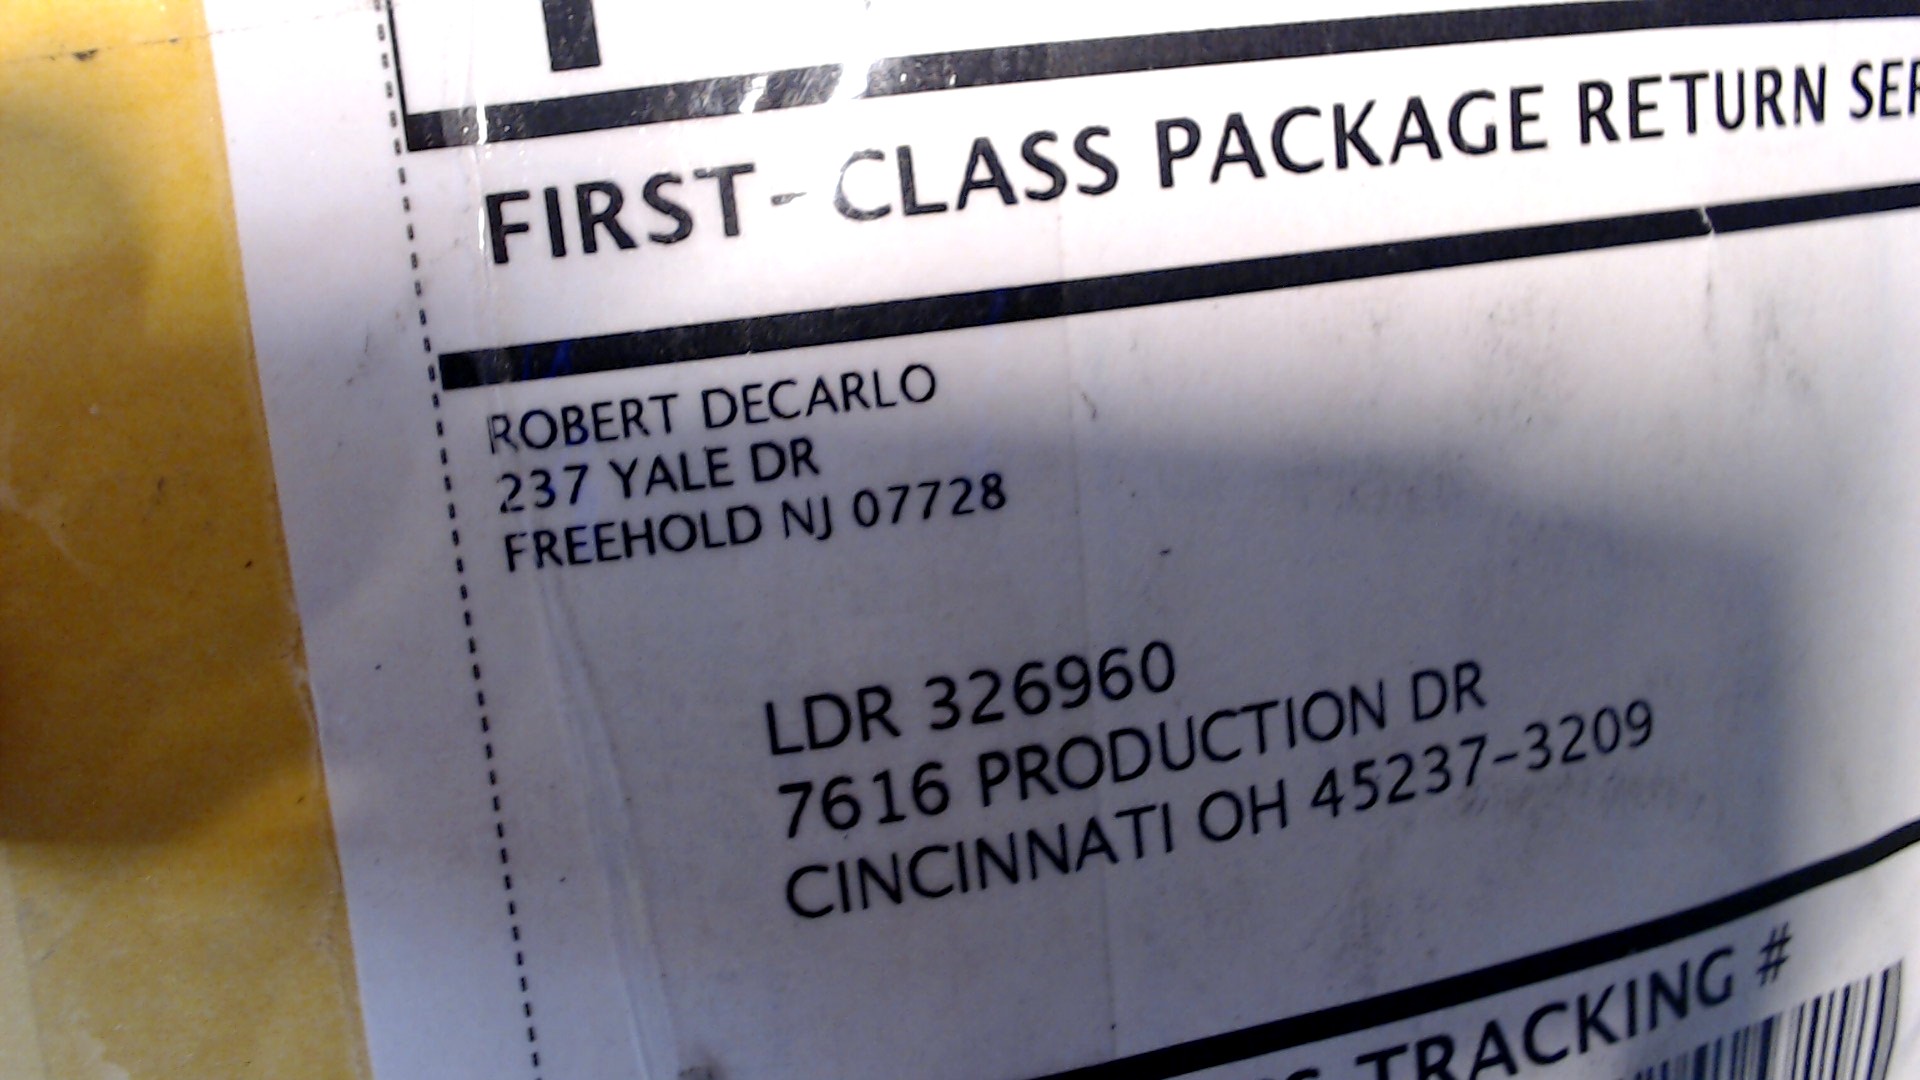 FIRST-CLASS PACKAGE RETURN
ROBERT DECARLO
237 YALE DR
FREEHOLD NJ 07728
LDR 326960
7616 PRODUCTION DR
CINCINNATI OH 45237-3209
TRACKING #